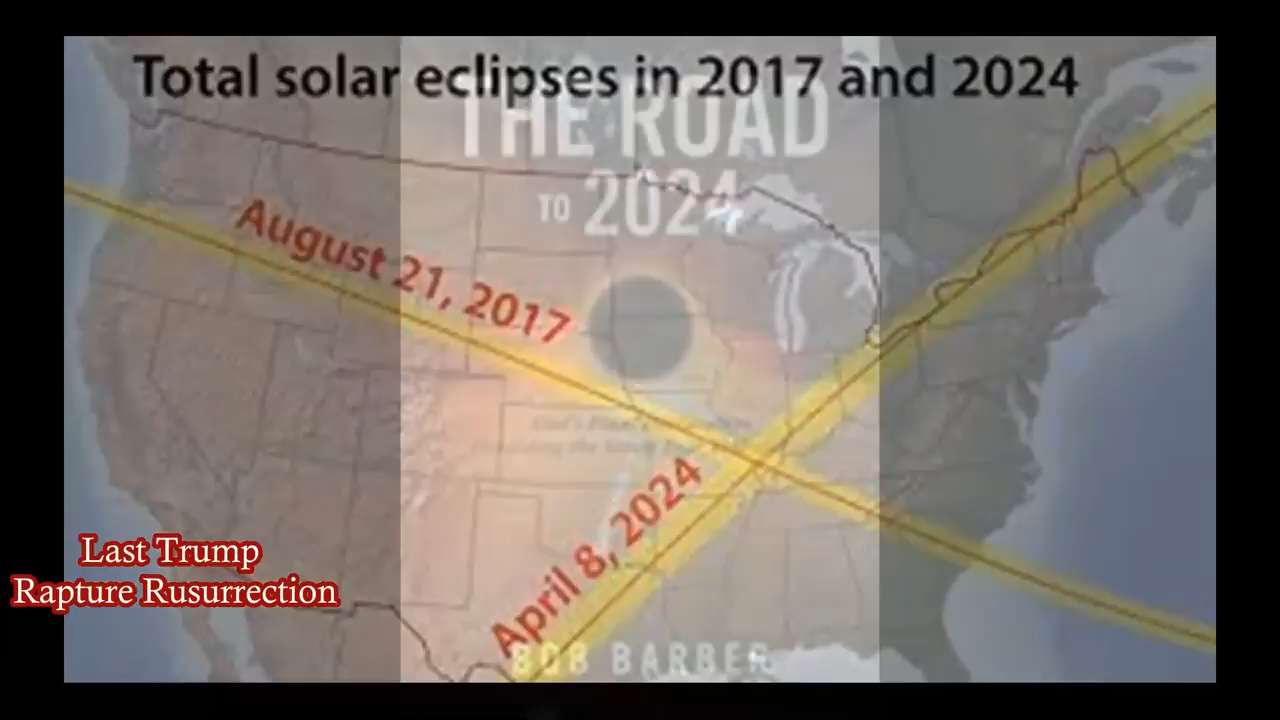 Total solar eclipses in 2017 and 2024
THE ROAD
TO 2024
August 21, 2017
April 8, 2024
Last Trump
Rapture Rusurrection
BOB BARBER